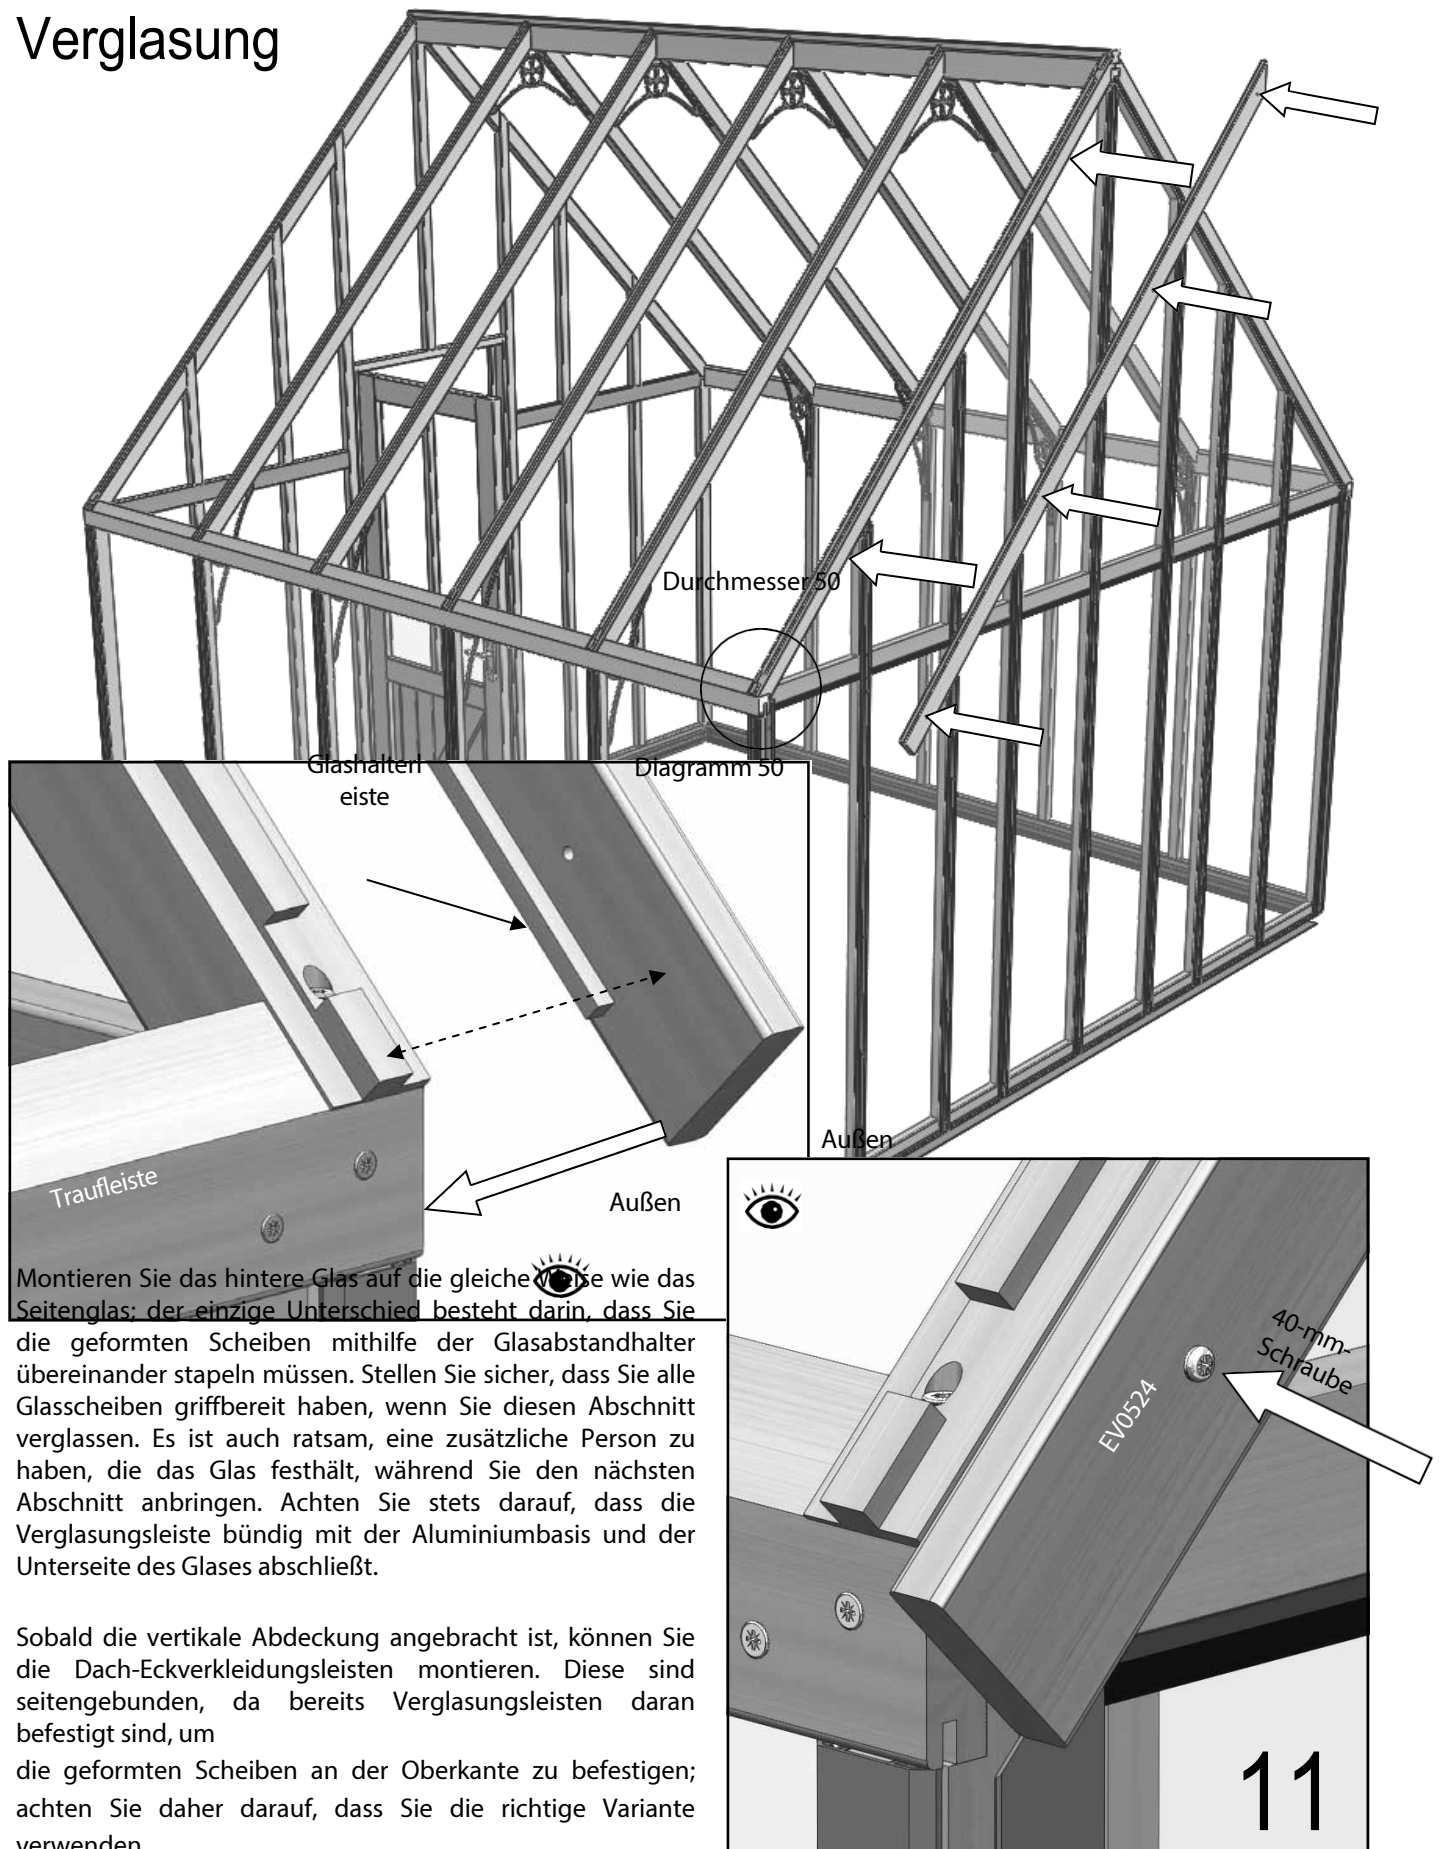 Verglasung
Durchmesser 50
Glashalterl
eiste
Diagramm 50
Außen
Traufleiste
Außen
40-mm-
Schraube
EV0524
Montieren Sie das hintere Glas auf die gleiche Weise wie das
Seitenglas; der einzige Unterschied besteht darin, dass Sie
die geformten Scheiben mithilfe der Glasabstandhalter
übereinander stapeln müssen. Stellen Sie sicher, dass Sie alle
Glasscheiben griffbereit haben, wenn Sie diesen Abschnitt
verglassen. Es ist auch ratsam, eine zusätzliche Person zu
haben, die das Glas festhält, während Sie den nächsten
Abschnitt anbringen. Achten Sie stets darauf, dass die
Verglasungsleiste bündig mit der Aluminiumbasis und der
Unterseite des Glases abschließt.
Sobald die vertikale Abdeckung angebracht ist, können Sie
die Dach-Eckverkleidungsleisten montieren. Diese sind
seitengebunden, da bereits Verglasungsleisten daran
befestigt sind, um
die geformten Scheiben an der Oberkante zu befestigen;
achten Sie daher darauf, dass Sie die richtige Variante
verwenden
11